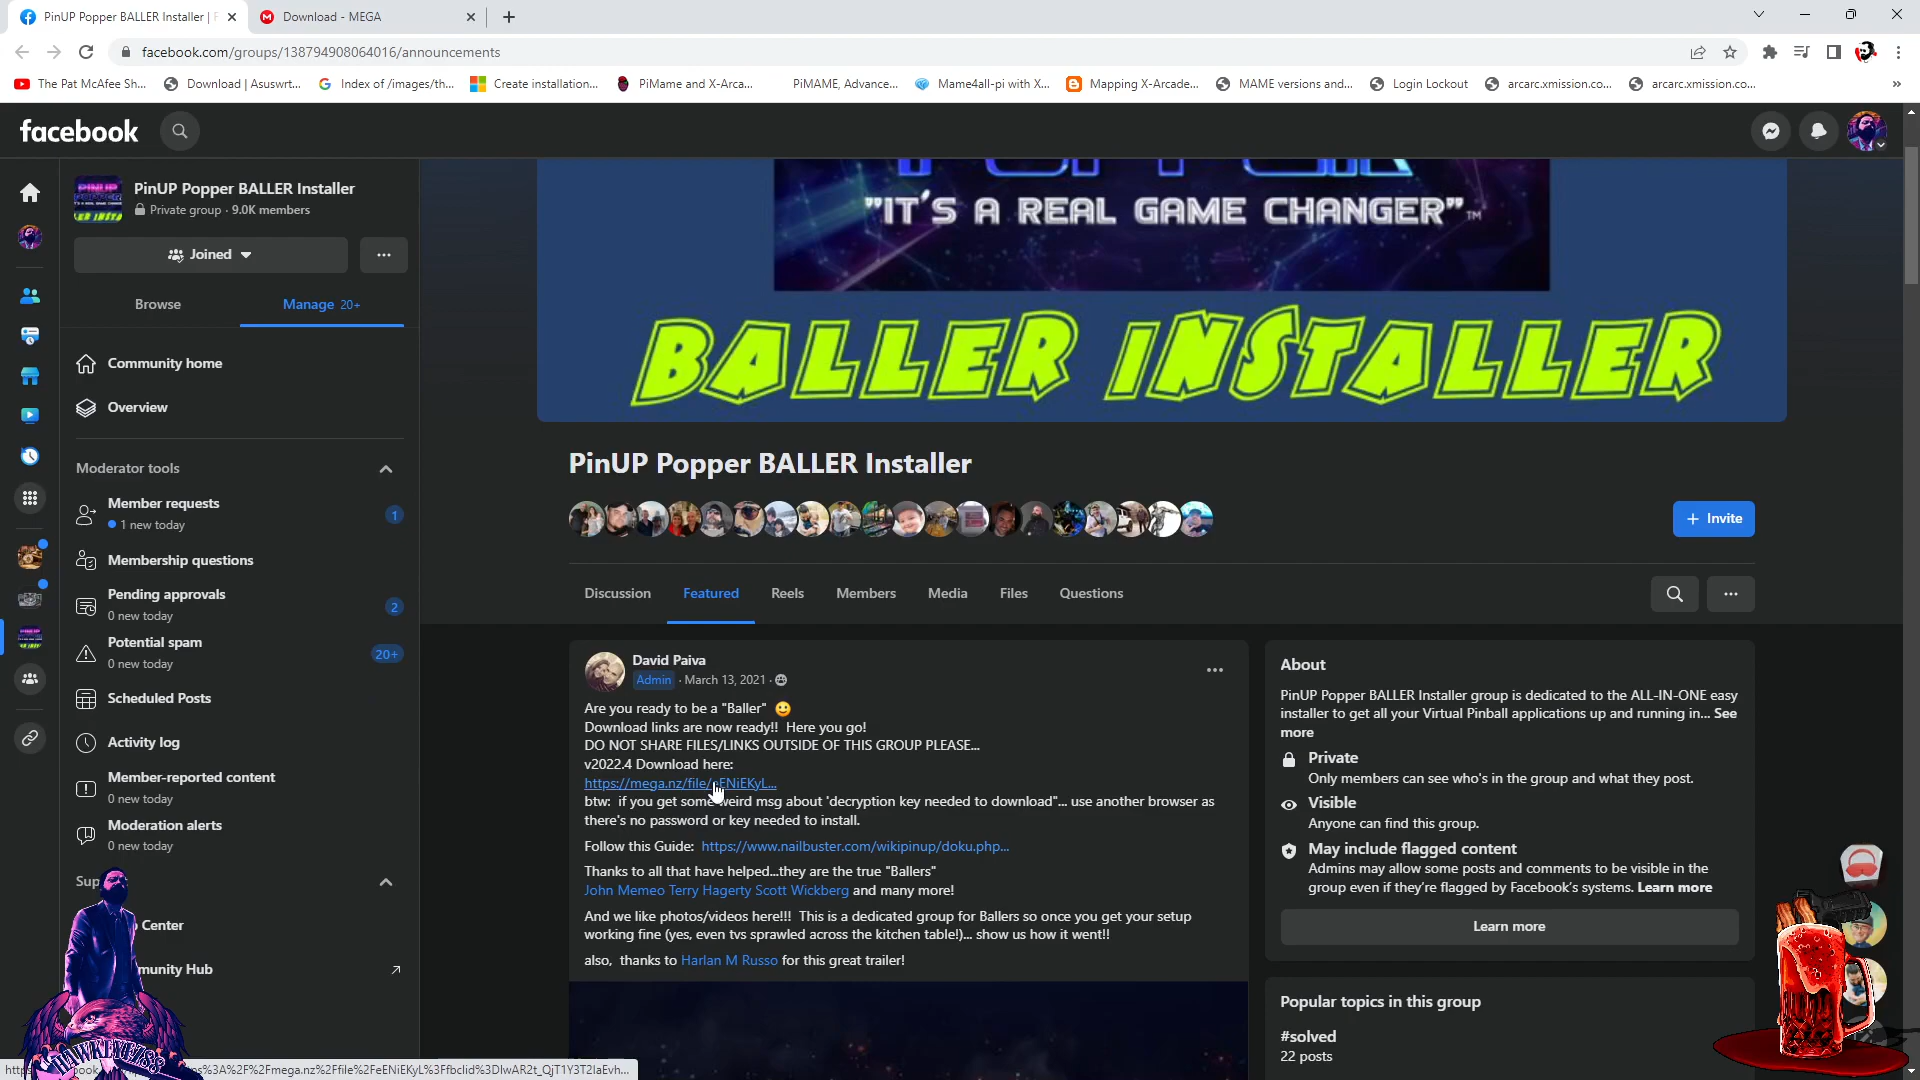 PinUP Popper BALLER Installer | F
Download - MEGA
facebook.com/groups/138794908064016/announcements
The Pat McAfee Sh...
Download | Asuswrt...
Index of /images/th...
Create installation...
PiMame and X-Arca...
PiMAME, Advance...
Mame4all-pi with X...
Mapping X-Arcade...
MAME versions and...
Login Lockout
arcarc.xmission.co...
arcarc.xmission.co...
facebook
PinUP Popper BALLER Installer
Private group · 9.0K members
Joined
Browse
Manage 20+
Community home
Overview
Moderator tools
Member requests
1 new today
1
Membership questions
Pending approvals
0 new today
2
Potential spam
0 new today
20+
Scheduled Posts
Activity log
Member-reported content
0 new today
Moderation alerts
0 new today
Center
munity Hub
HAWKEYEZ88
"IT'S A REAL GAME CHANGER"™
BALLER INSTALLER
PinUP Popper BALLER Installer
+ Invite
Discussion
Featured
Reels
Members
Media
Files
Questions
David Paiva
Admin · March 13, 2021 ·
Are you ready to be a "Baller"
Download links are now ready!! Here you go!
DO NOT SHARE FILES/LINKS OUTSIDE OF THIS GROUP PLEASE...
v2022.4 Download here:
https://mega.nz/file/eENiEKyL...
btw: if you get some weird msg about 'decryption key needed to download"... use another browser as
there's no password or key needed to install.
Follow this Guide: https://www.nailbuster.com/wikipinup/doku.php...
Thanks to all that have helped...they are the true "Ballers"
John Memeo Terry Hagerty Scott Wickberg and many more!
And we like photos/videos here!!! This is a dedicated group for Ballers so once you get your setup
working fine (yes, even tvs sprawled across the kitchen table!)... show us how it went!!
also, thanks to Harlan M Russo for this great trailer!
About
PinUP Popper BALLER Installer group is dedicated to the ALL-IN-ONE easy
installer to get all your Virtual Pinball applications up and running in... See
more
Private
Only members can see who's in the group and what they post.
Visible
Anyone can find this group.
May include flagged content
Admins may allow some posts and comments to be visible in the
group even if they're flagged by Facebook's systems. Learn more
Learn more
Popular topics in this group
#solved
22 posts